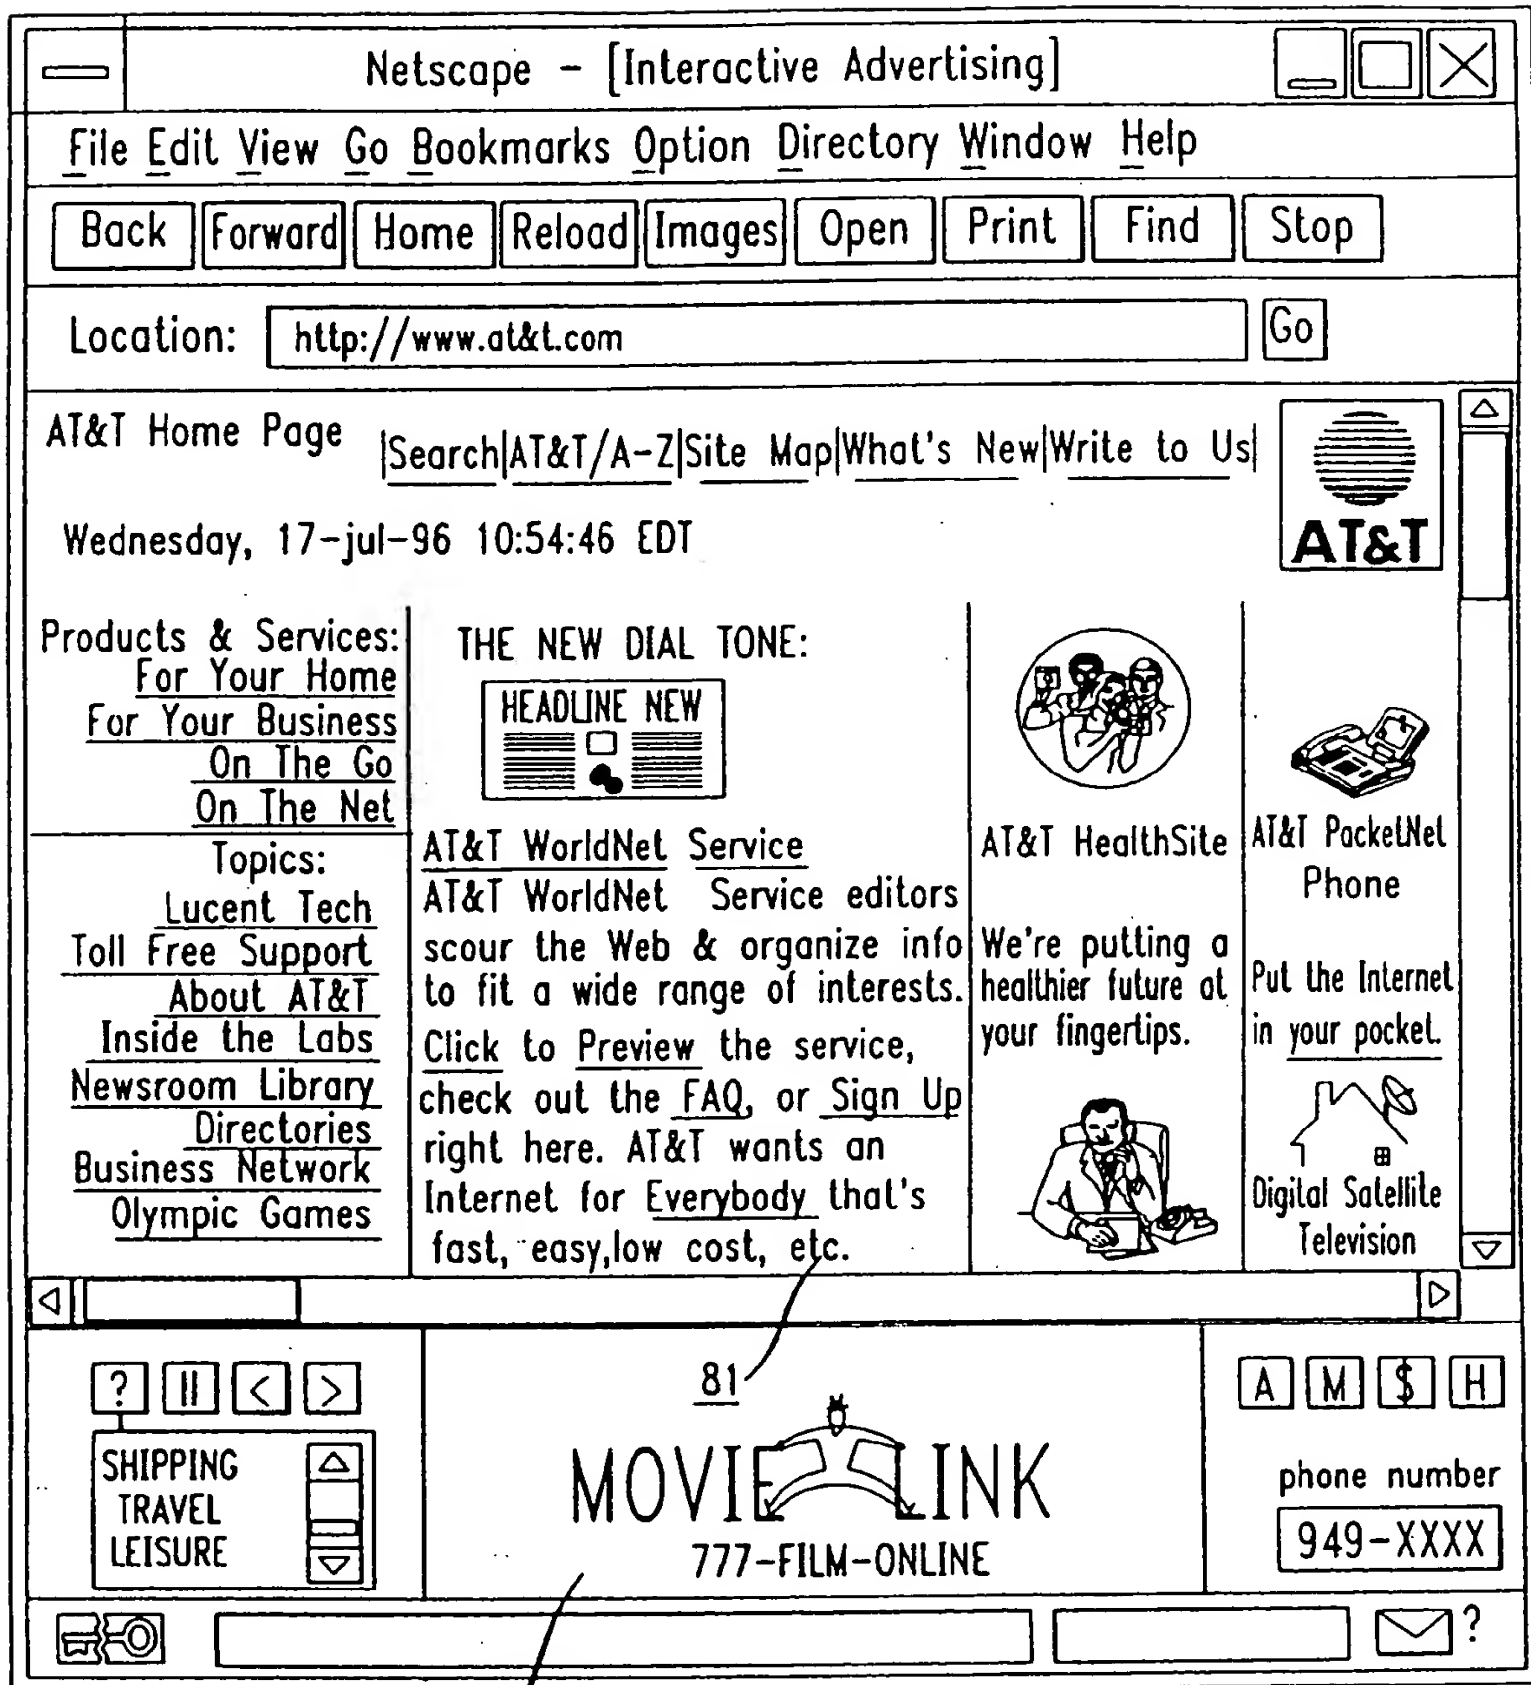 Netscape - [Interactive Advertising]
File Edit View Go Bookmarks Option Directory Window Help
Back Forward Home Reload Images Open Print Find Stop
Location: http://www.at&t.com Go
AT&T Home Page |Search|AT&T/A-Z|Site Map|What's New|Write to Us|
AT&T
Wednesday, 17-jul-96 10:54:46 EDT
Products & Services:
For Your Home
For Your Business
On The Go
On The Net
Topics:
Lucent Tech
Toll Free Support
About AT&T
Inside the Labs
Newsroom Library
Directories
Business Network
Olympic Games
THE NEW DIAL TONE:
HEADLINE NEW
AT&T WorldNet Service
AT&T WorldNet Service editors
scour the Web & organize info
to fit a wide range of interests.
Click to Preview the service,
check out the FAQ, or Sign Up
right here. AT&T wants an
Internet for Everybody that's
fast, easy,low cost, etc.
AT&T HealthSite
We're putting a
healthier future at
your fingertips.
AT&T PocketNet
Phone
Put the Internet
in your pocket.
Digital Satellite
Television
? || < >
SHIPPING
TRAVEL
LEISURE
81
MOVIE LINK
777-FILM-ONLINE
A M $ H
phone number
949-XXXX
?